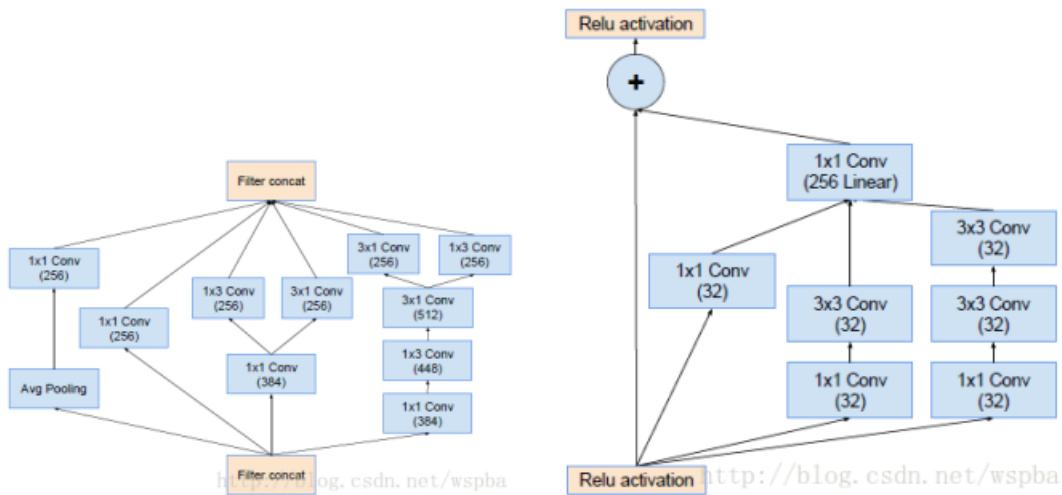 Filter concat
1x1 Conv
(256)
1x1 Conv
(256)
1x3 Conv
(256)
3x1 Conv
(256)
3x1 Conv
(256)
1x3 Conv
(256)
3x1 Conv
(512)
1x3 Conv
(448)
1x1 Conv
(384)
1x1 Conv
(384)
Avg Pooling
Filter concat
http://blog.csdn.net/wspba
Relu activation
+
1x1 Conv
(256 Linear)
1x1 Conv
(32)
3x3 Conv
(32)
1x1 Conv
(32)
3x3 Conv
(32)
3x3 Conv
(32)
1x1 Conv
(32)
Relu activation
http://blog.csdn.net/wspba